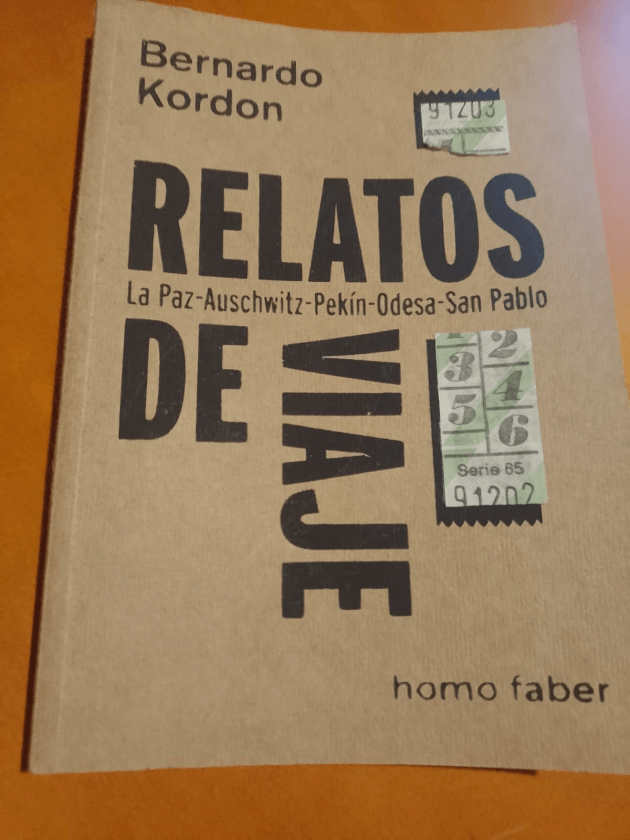 Bernardo
Kordon
91203
RELATOS
La Paz-Auschwitz-Pekín-Odesa-San Pablo
DE VIAJE
1 2
3 4
5 6
Serie 65
91202
homo faber